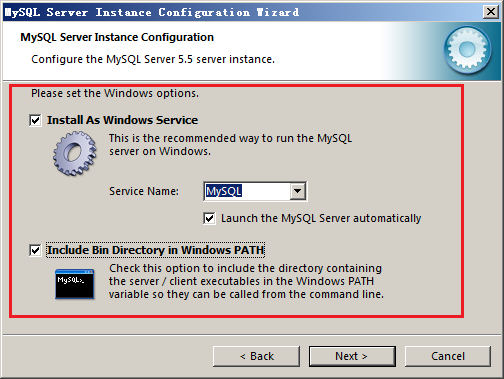 MySQL Server Instance Configuration Wizard
MySQL Server Instance Configuration
Configure the MySQL Server 5.5 server instance.
Please set the Windows options.
Install As Windows Service
This is the recommended way to run the MySQL
server on Windows.
Service Name:
MySQL
Launch the MySQL Server automatically
Include Bin Directory in Windows PATH
MySQL>_
Check this option to include the directory containing
the server / client executables in the Windows PATH
variable so they can be called from the command line.
< Back
Next >
Cancel